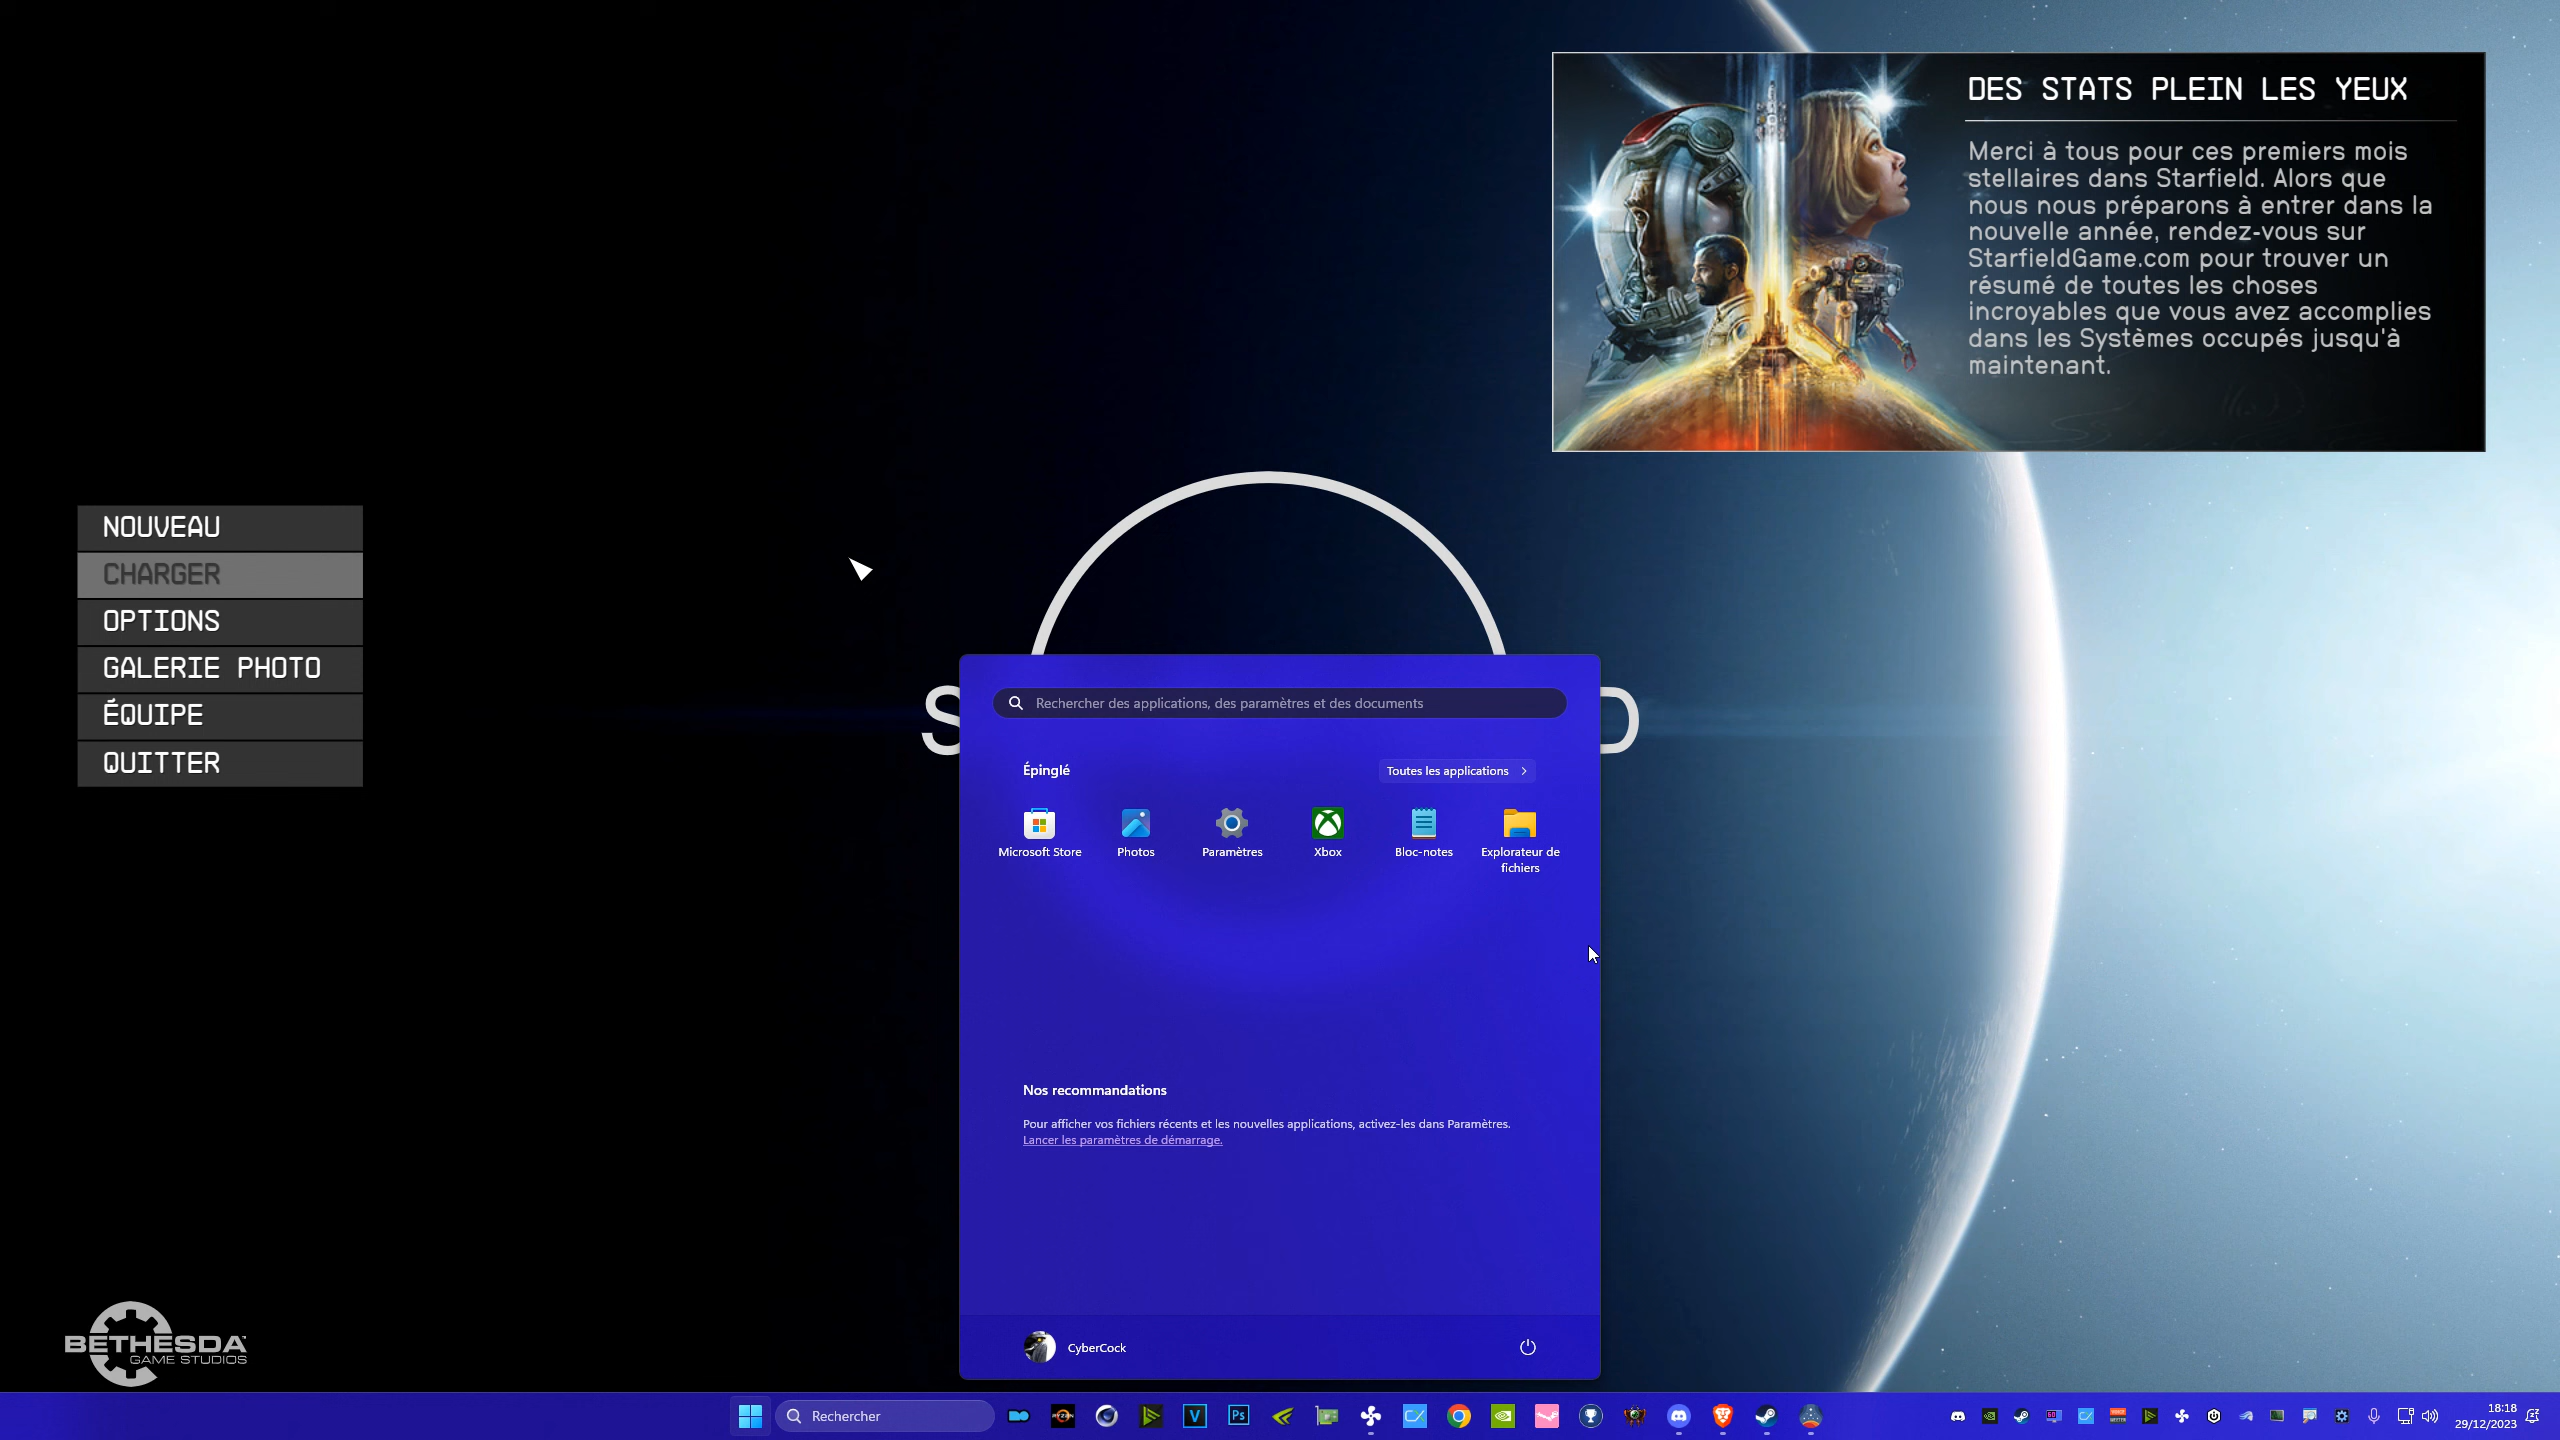 DES STATS PLEIN LES YEUX
Merci à tous pour ces premiers mois
stellaires dans Starfield. Alors que
nous nous préparons à entrer dans la
nouvelle année, rendez-vous sur
StarfieldGame.com pour trouver un
résumé de toutes les choses
incroyables que vous avez accomplies
dans les Systèmes occupés jusqu'à
maintenant.
NOUVEAU
CHARGER
OPTIONS
GALERIE PHOTO
ÉQUIPE
QUITTER
S
D
Rechercher des applications, des paramètres et des documents
Épinglé
Toutes les applications
Microsoft Store
Photos
Paramètres
Xbox
Bloc-notes
Explorateur de
fichiers
Nos recommandations
Pour afficher vos fichiers récents et les nouvelles applications, activez-les dans Paramètres.
Lancer les paramètres de démarrage.
CyberCock
BETHESDA
GAME STUDIOS
Rechercher
RYZEN
V
Ps
60
18:18
29/12/2023